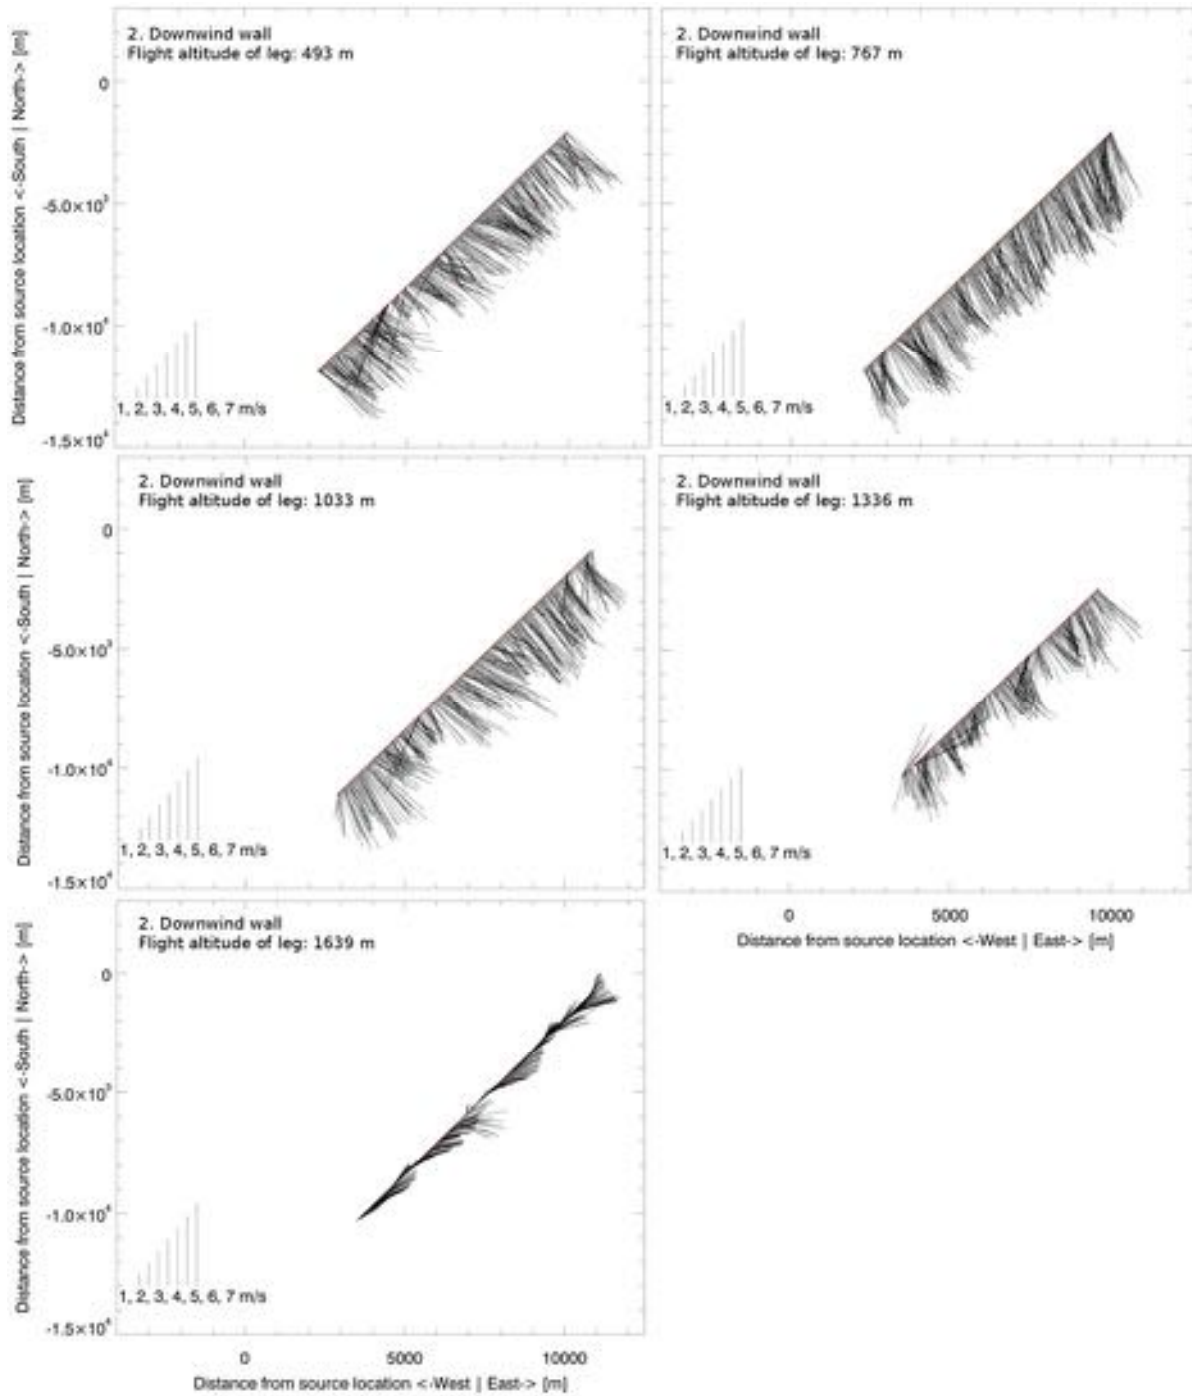 2. Downwind wall
Flight altitude of leg: 493 m
0
-5.0×10³
-1.0×10⁴
-1.5×10⁴
1, 2, 3, 4, 5, 6, 7 m/s
Distance from source location <-South | North-> [m]
2. Downwind wall
Flight altitude of leg: 767 m
1, 2, 3, 4, 5, 6, 7 m/s
2. Downwind wall
Flight altitude of leg: 1033 m
0
-5.0×10³
-1.0×10⁴
-1.5×10⁴
1, 2, 3, 4, 5, 6, 7 m/s
Distance from source location <-South | North-> [m]
2. Downwind wall
Flight altitude of leg: 1336 m
1, 2, 3, 4, 5, 6, 7 m/s
0 5000 10000
Distance from source location <-West | East-> [m]
2. Downwind wall
Flight altitude of leg: 1639 m
0
-5.0×10³
-1.0×10⁴
-1.5×10⁴
1, 2, 3, 4, 5, 6, 7 m/s
Distance from source location <-South | North-> [m]
0 5000 10000
Distance from source location <-West | East-> [m]